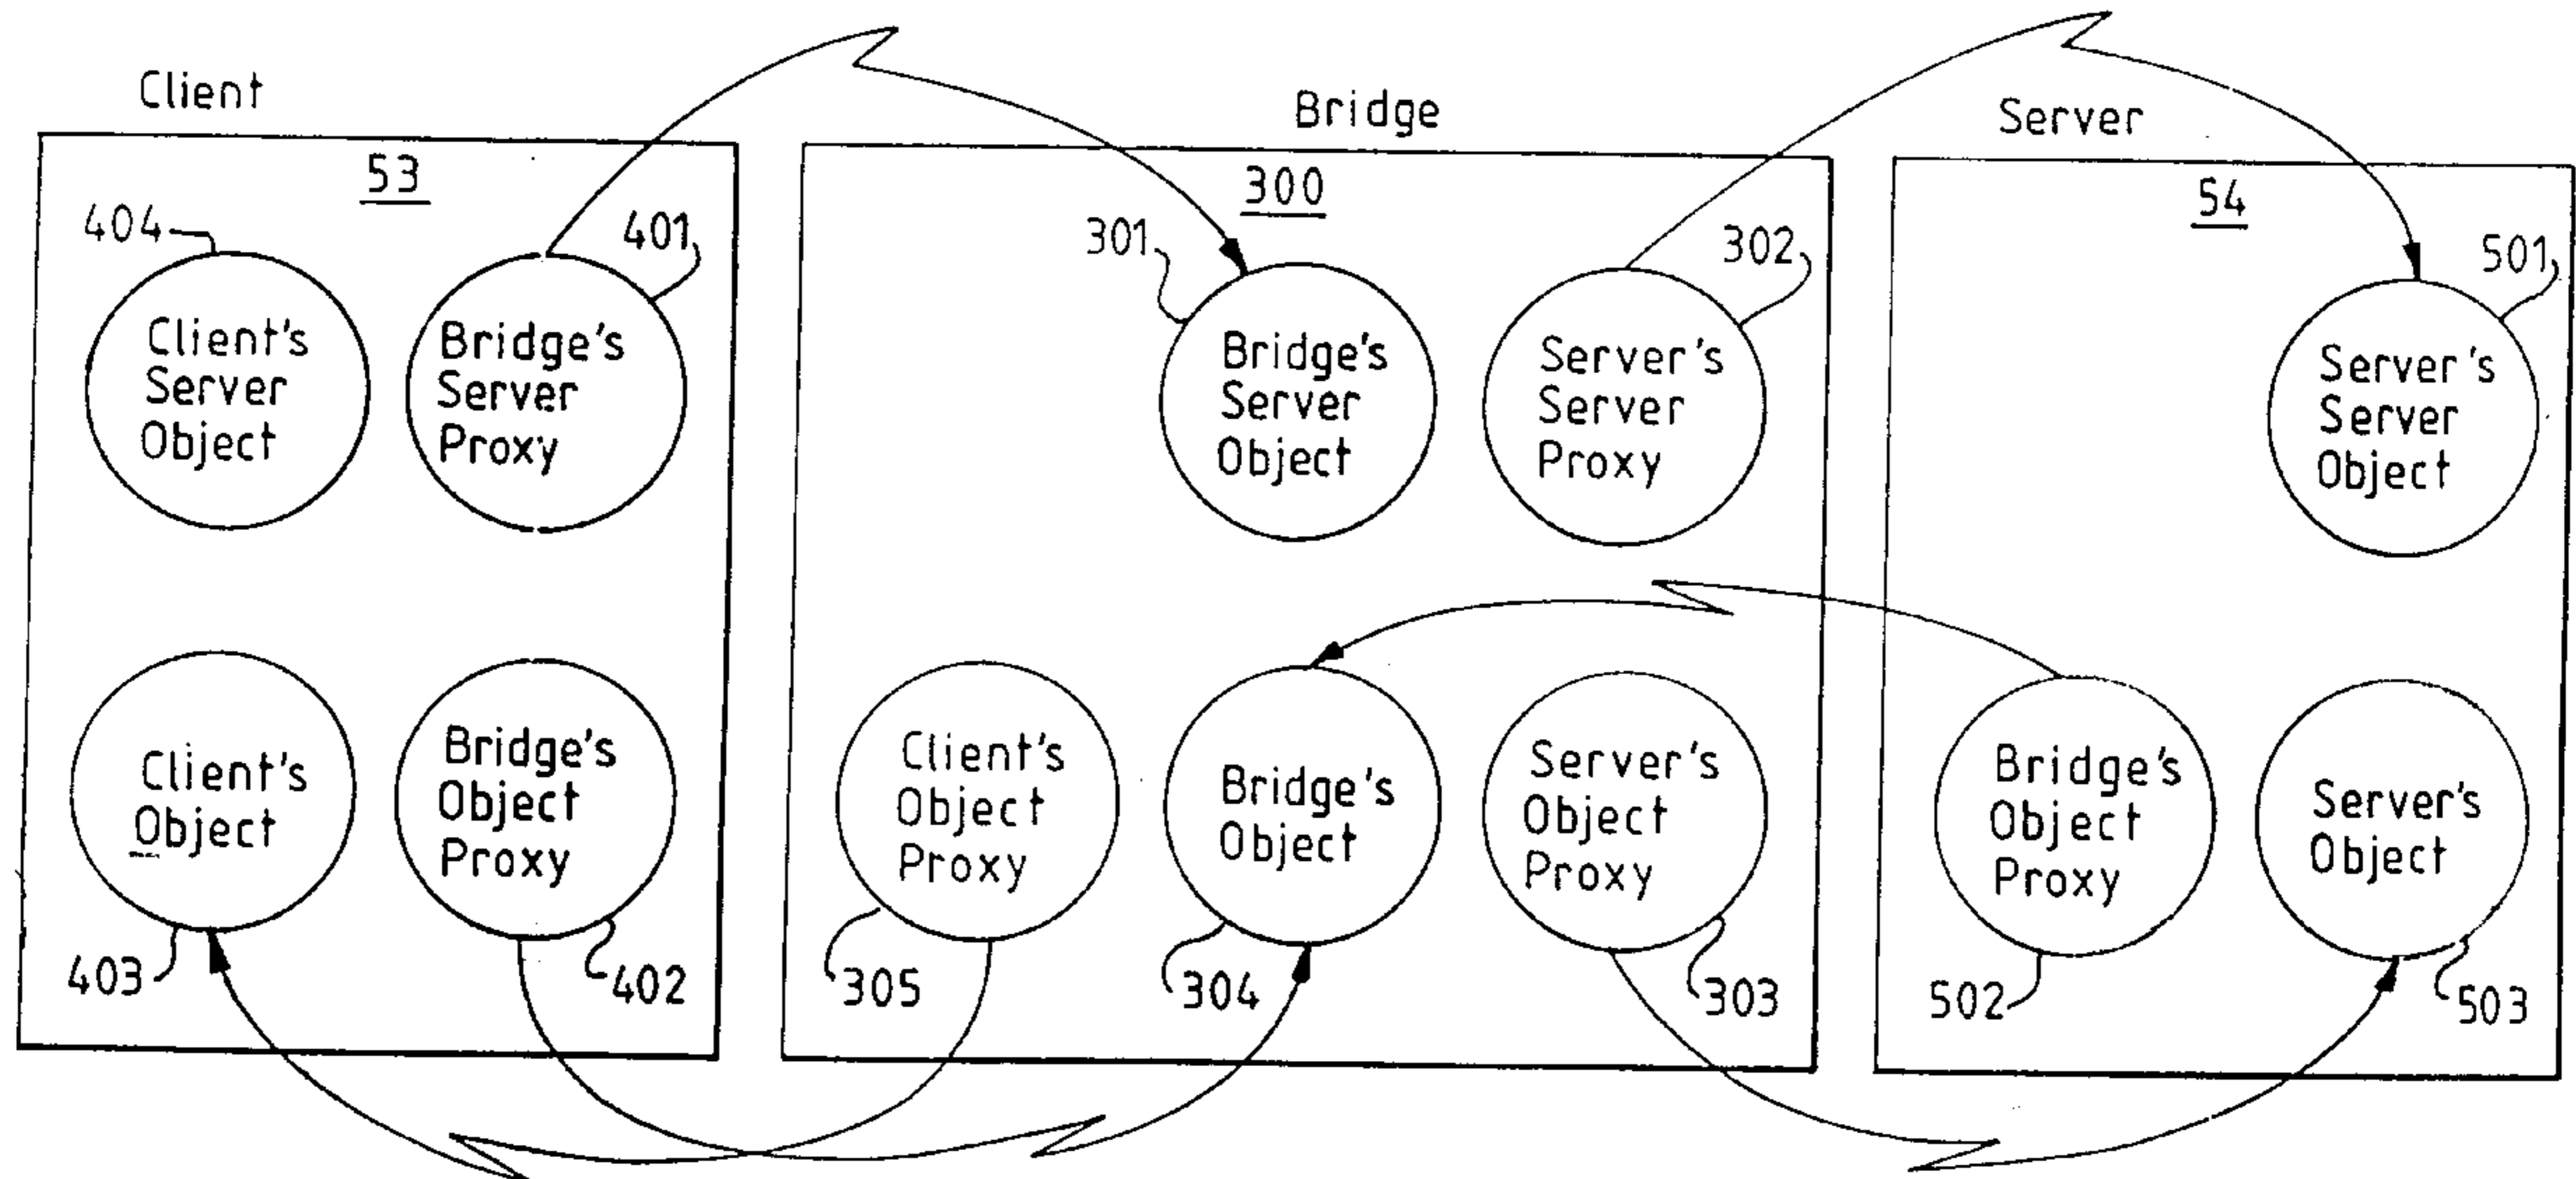 Client
Bridge
Server
53
300
54
404
401
301
302
501
Client's
Server
Object
Bridge's
Server
Proxy
Bridge's
Server
Object
Server's
Server
Proxy
Server's
Server
Object
Client's
Object
Bridge's
Object
Proxy
Client's
Object
Proxy
Bridge's
Object
Server's
Object
Proxy
Bridge's
Object
Proxy
Server's
Object
403
402
305
304
303
502
503